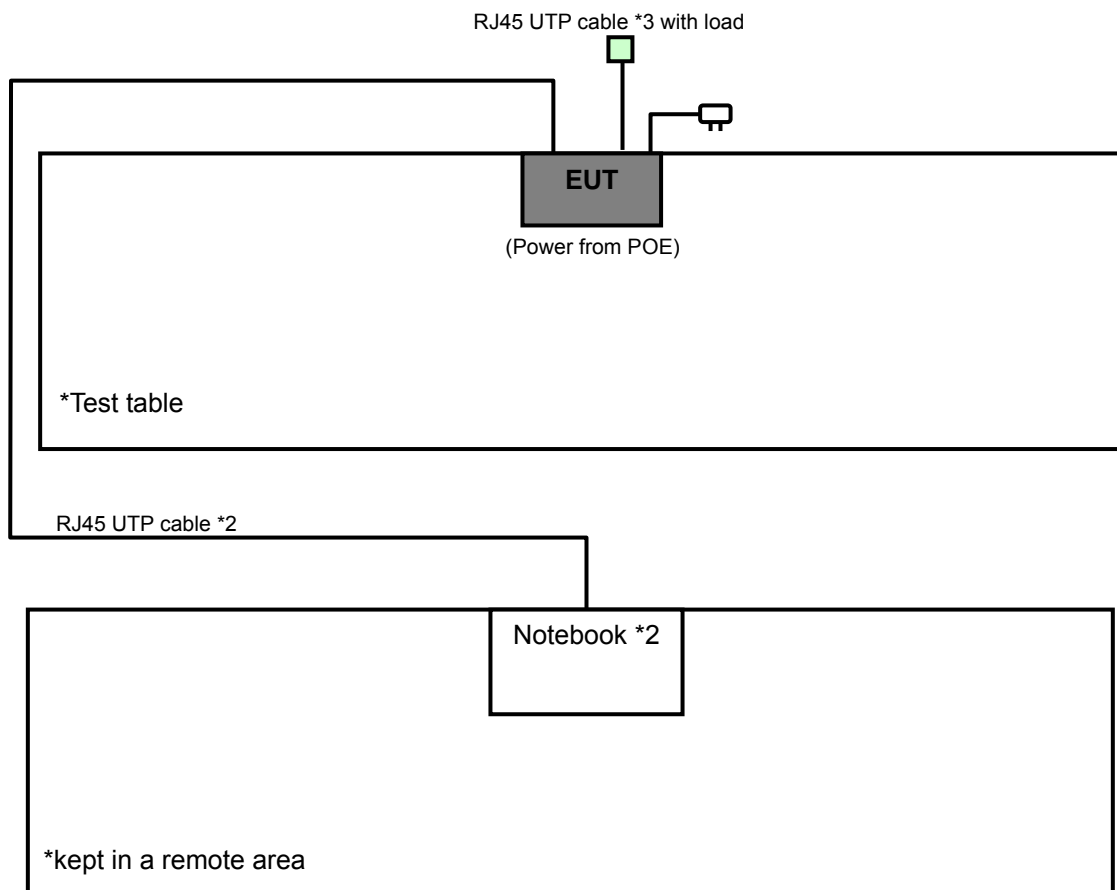 RJ45 UTP cable *3 with load
EUT
(Power from POE)
*Test table
RJ45 UTP cable *2
Notebook *2
*kept in a remote area